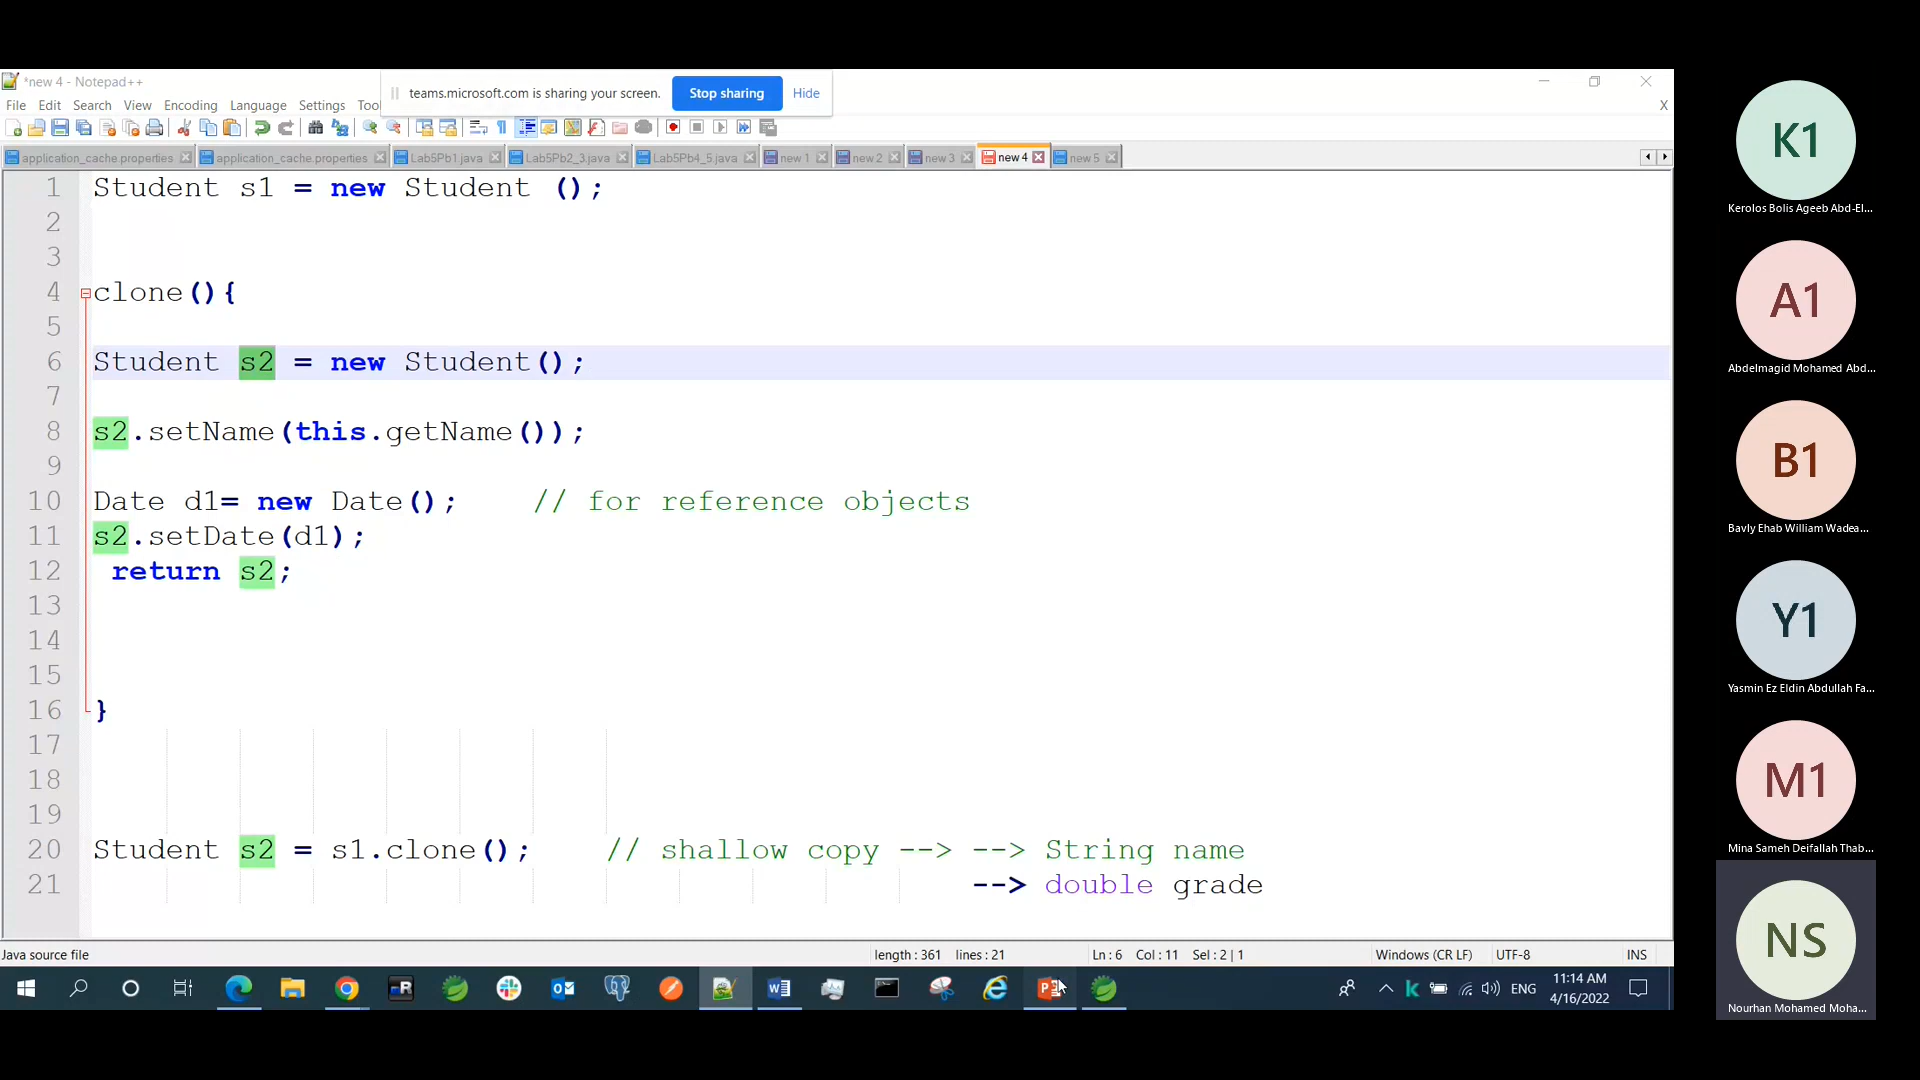 *new 4 - Notepad++
teams.microsoft.com is sharing your screen. Stop sharing Hide
File Edit Search View Encoding Language Settings Tool X
application_cache.properties application_cache.properties Lab5Pb1.java Lab5Pb2_3.java Lab5Pb4_5.java new 1 new 2 new 3 new 4 new 5
1 Student s1 = new Student ();
2
3
4 clone(){
5
6 Student s2 = new Student();
7
8 s2.setName(this.getName());
9
10 Date d1= new Date(); // for reference objects
11 s2.setDate(d1);
12 return s2;
13
14
15
16 }
17
18
19
20 Student s2 = s1.clone(); // shallow copy --> --> String name
21 --> double grade
Java source file length : 361 lines : 21 Ln : 6 Col : 11 Sel : 2 | 1 Windows (CR LF) UTF-8 INS
ENG 11:14 AM
4/16/2022
K1
Kerolos Bolis Ageeb Abd-El...
A1
Abdelmagid Mohamed Abd...
B1
Bavly Ehab William Wadea...
Y1
Yasmin Ez Eldin Abdullah Fa...
M1
Mina Sameh Deifallah Thab...
NS
Nourhan Mohamed Moha...